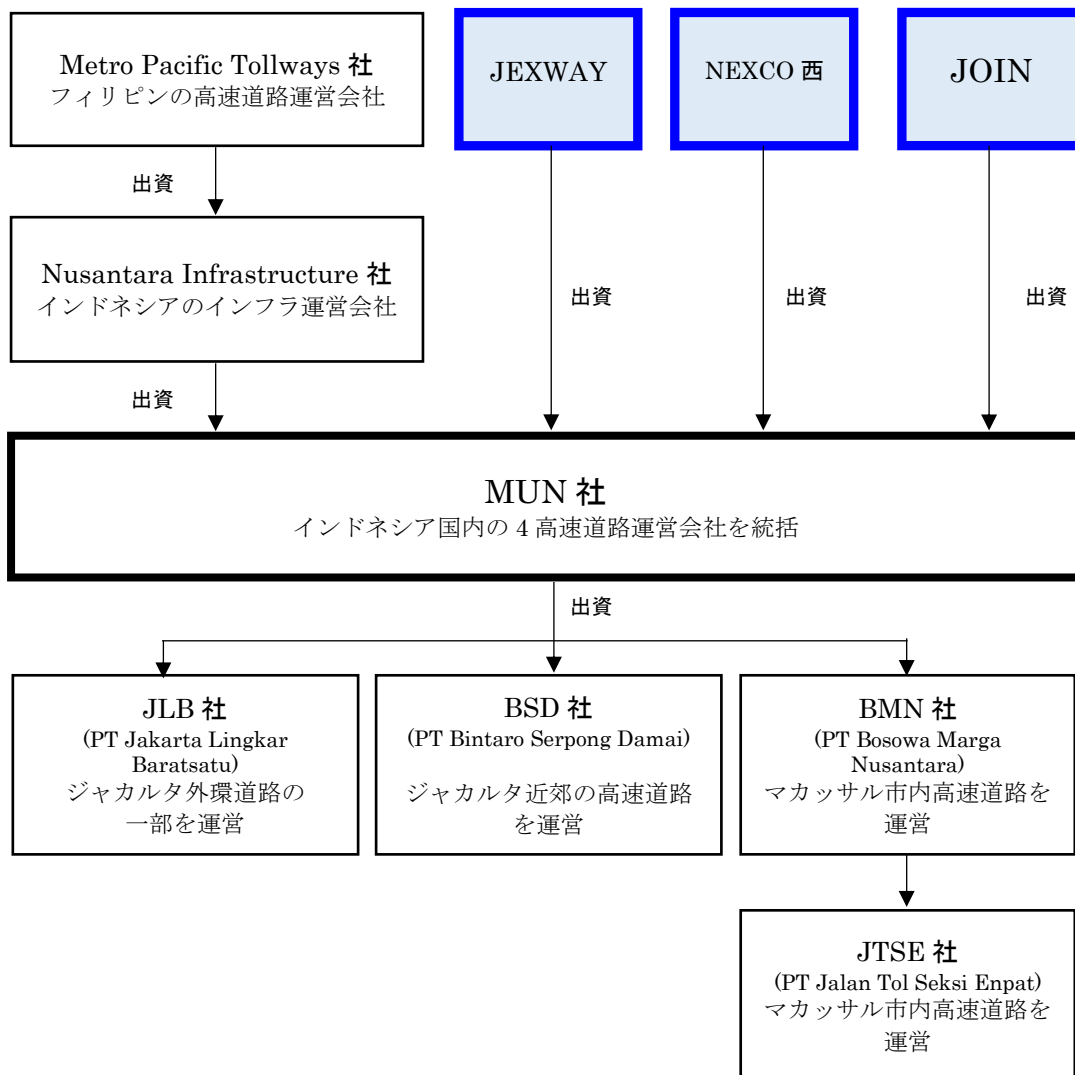 Metro Pacific Tollways 社
フィリピンの高速道路運営会社
JEXWAY
NEXCO 西
JOIN
出資
Nusantara Infrastructure 社
インドネシアのインフラ運営会社
出資
出資
出資
出資
MUN 社
インドネシア国内の 4 高速道路運営会社を統括
出資
JLB 社
(PT Jakarta Lingkar
Baratsatu)
ジャカルタ外環道路の
一部を運営
BSD 社
(PT Bintaro Serpong Damai)
ジャカルタ近郊の高速道路
を運営
BMN 社
(PT Bosowa Marga
Nusantara)
マカッサル市内高速道路を
運営
JTSE 社
(PT Jalan Tol Seksi Enpat)
マカッサル市内高速道路を
運営